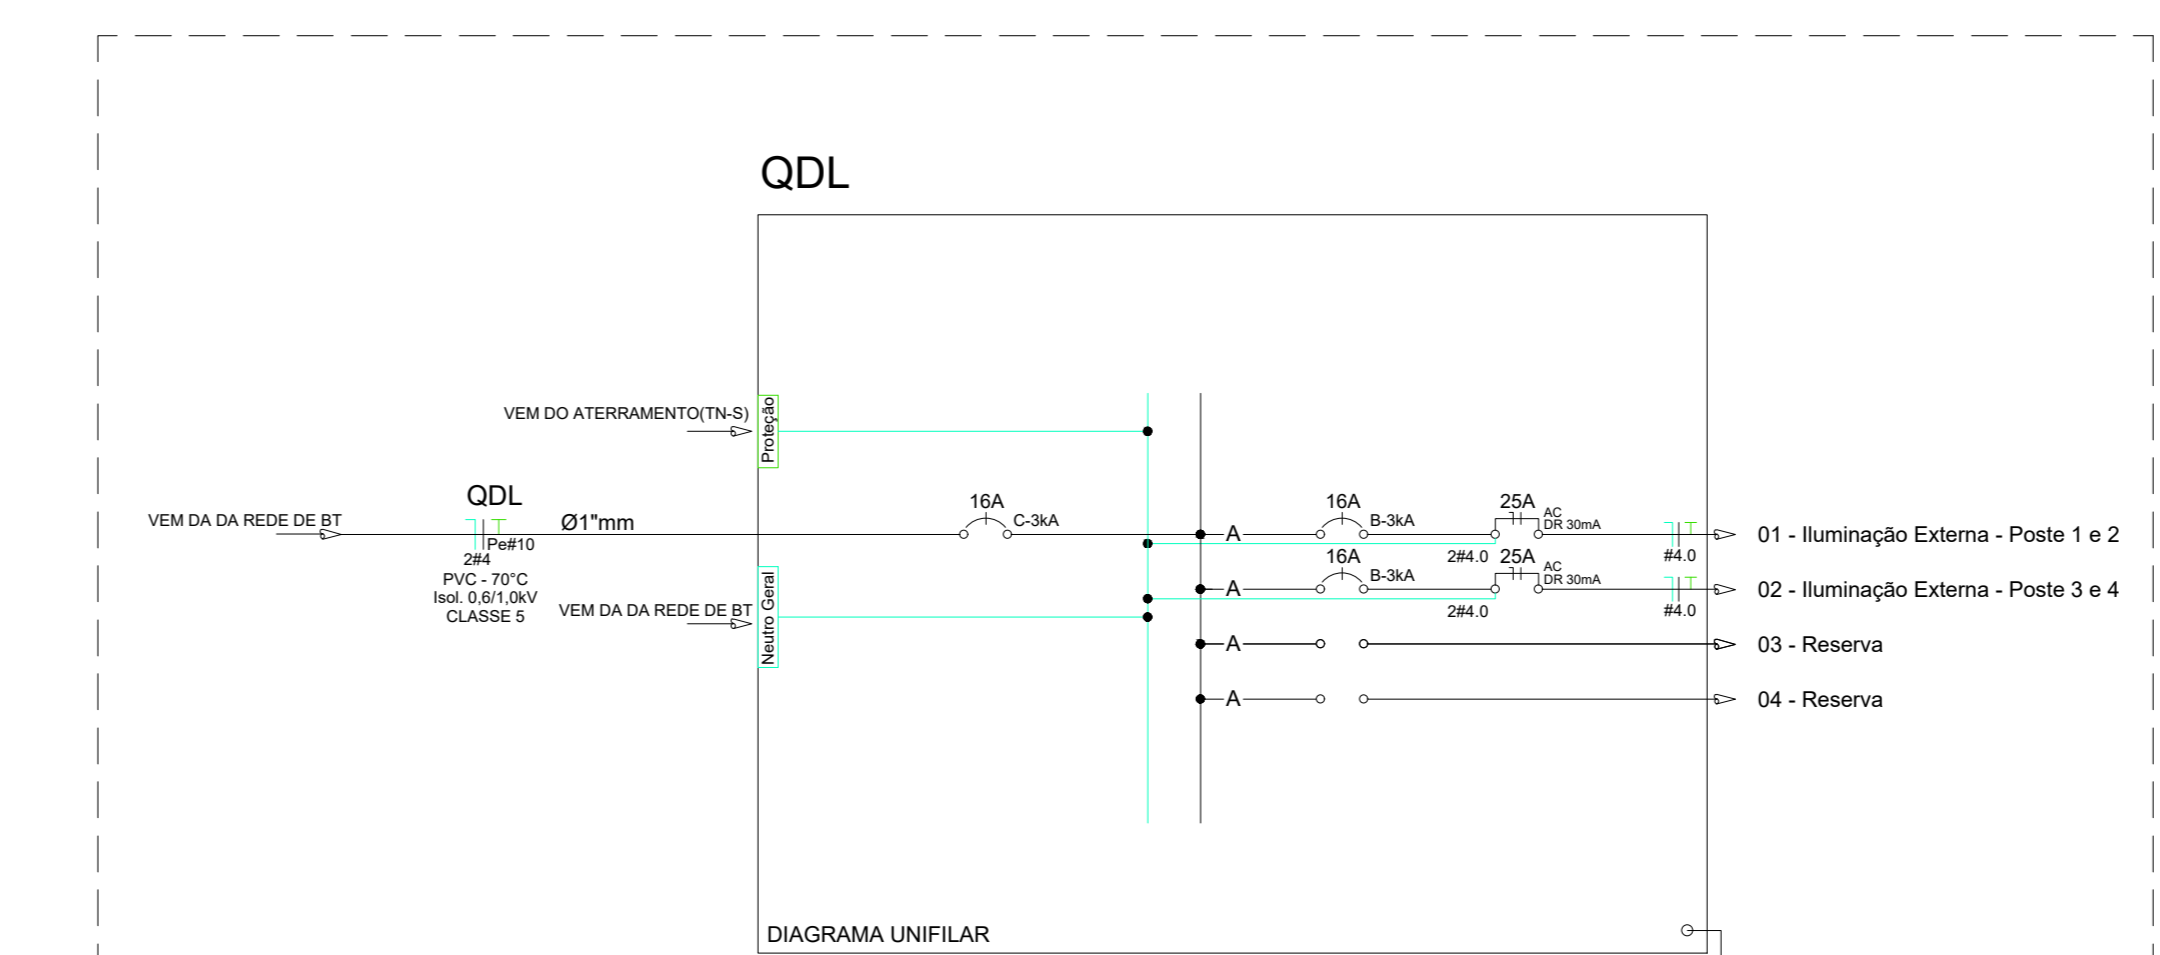 QDL
VEM DO ATERRAMENTO(TN-S)
Proteção
QDL
VEM DA DA REDE DE BT
Ø1"mm
Pe#10
2#4
PVC - 70°C
Isol. 0,6/1,0kV
CLASSE 5
VEM DA DA REDE DE BT
Neutro Geral
16A
C-3kA
A
16A
B-3kA
2#4.0
25A
AC
DR 30mA
#4.0
01 - Iluminação Externa - Poste 1 e 2
A
16A
B-3kA
2#4.0
25A
AC
DR 30mA
#4.0
02 - Iluminação Externa - Poste 3 e 4
A
03 - Reserva
A
04 - Reserva
DIAGRAMA UNIFILAR